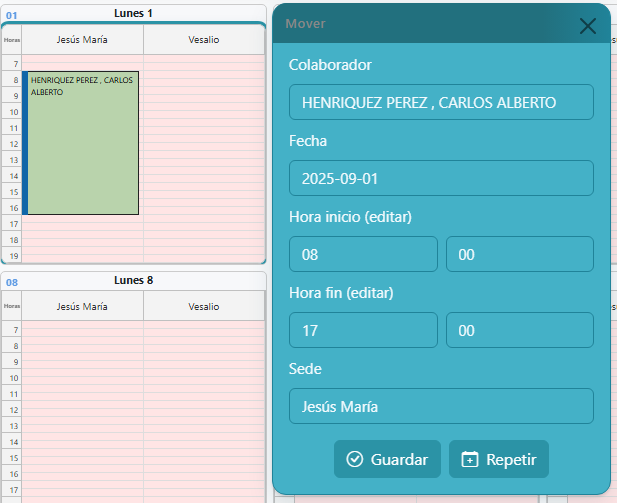 01
Lunes 1
Horas
Jesús María
Vesalio
7
8
HENRIQUEZ PEREZ , CARLOS
ALBERTO
9
10
11
12
13
14
15
16
17
18
19
08
Lunes 8
Horas
Jesús María
Vesalio
7
8
9
10
11
12
13
14
15
16
17
Mover
Colaborador
HENRIQUEZ PEREZ , CARLOS ALBERTO
Fecha
2025-09-01
Hora inicio (editar)
08 00
Hora fin (editar)
17 00
Sede
Jesús María
Guardar Repetir